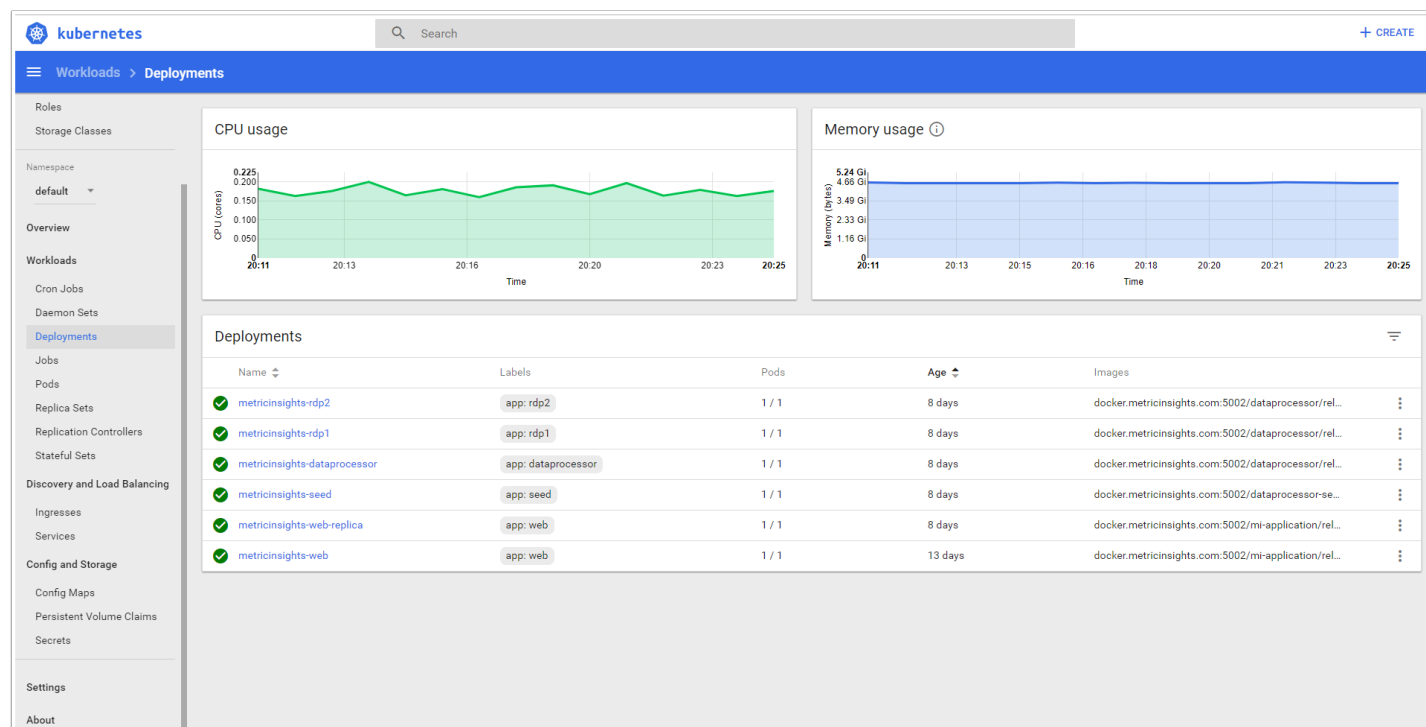 kubernetes
Search
+ CREATE
Workloads > Deployments
Roles
Storage Classes
Namespace
default
Overview
Workloads
Cron Jobs
Daemon Sets
Deployments
Jobs
Pods
Replica Sets
Replication Controllers
Stateful Sets
Discovery and Load Balancing
Ingresses
Services
Config and Storage
Config Maps
Persistent Volume Claims
Secrets
Settings
About
CPU usage
CPU (cores)
0.225
0.200
0.150
0.100
0.050
0
20:11 20:13 20:16 20:20 20:23 20:25
Time
Memory usage
Memory (bytes)
5.24 Gi
4.66 Gi
3.49 Gi
2.33 Gi
1.16 Gi
0
20:11 20:13 20:15 20:16 20:18 20:20 20:21 20:23 20:25
Time
Deployments
Name Labels Pods Age Images
metricinsights-rdp2 app: rdp2 1 / 1 8 days docker.metricinsights.com:5002/dataprocessor/rel...
metricinsights-rdp1 app: rdp1 1 / 1 8 days docker.metricinsights.com:5002/dataprocessor/rel...
metricinsights-dataprocessor app: dataprocessor 1 / 1 8 days docker.metricinsights.com:5002/dataprocessor/rel...
metricinsights-seed app: seed 1 / 1 8 days docker.metricinsights.com:5002/dataprocessor-se...
metricinsights-web-replica app: web 1 / 1 8 days docker.metricinsights.com:5002/mi-application/rel...
metricinsights-web app: web 1 / 1 13 days docker.metricinsights.com:5002/mi-application/rel...